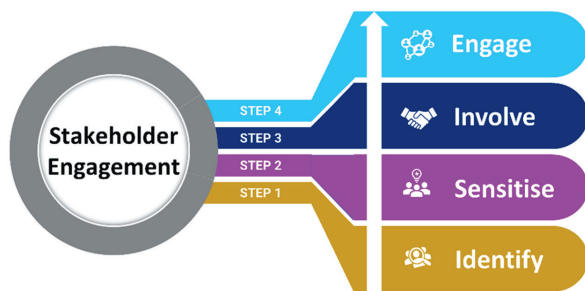 Stakeholder
Engagement
STEP 4
Engage
STEP 3
Involve
STEP 2
Sensitise
STEP 1
Identify